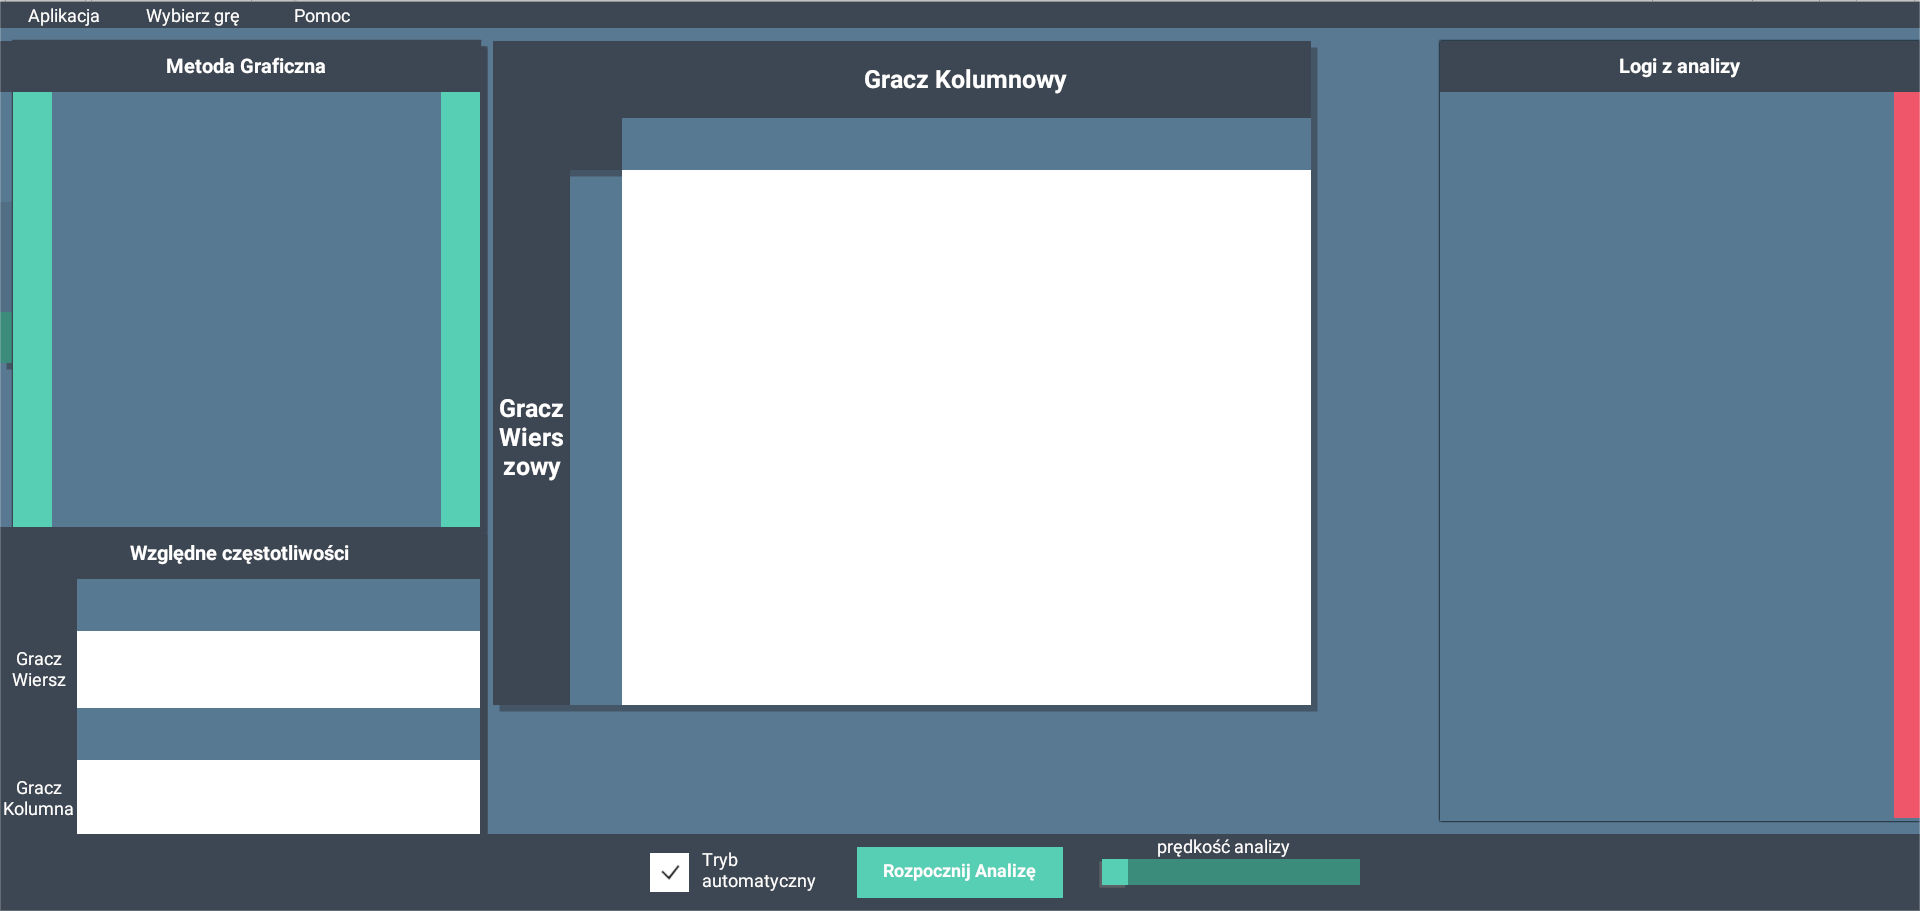 Aplikacja Wybierz grę Pomoc
Metoda Graficzna
Gracz Kolumnowy
Logi z analizy
Gracz
Wiers
zowy
Względne częstotliwości
Gracz
Wiersz
Gracz
Kolumna
Tryb
automatyczny
Rozpocznij Analizę
prędkość analizy